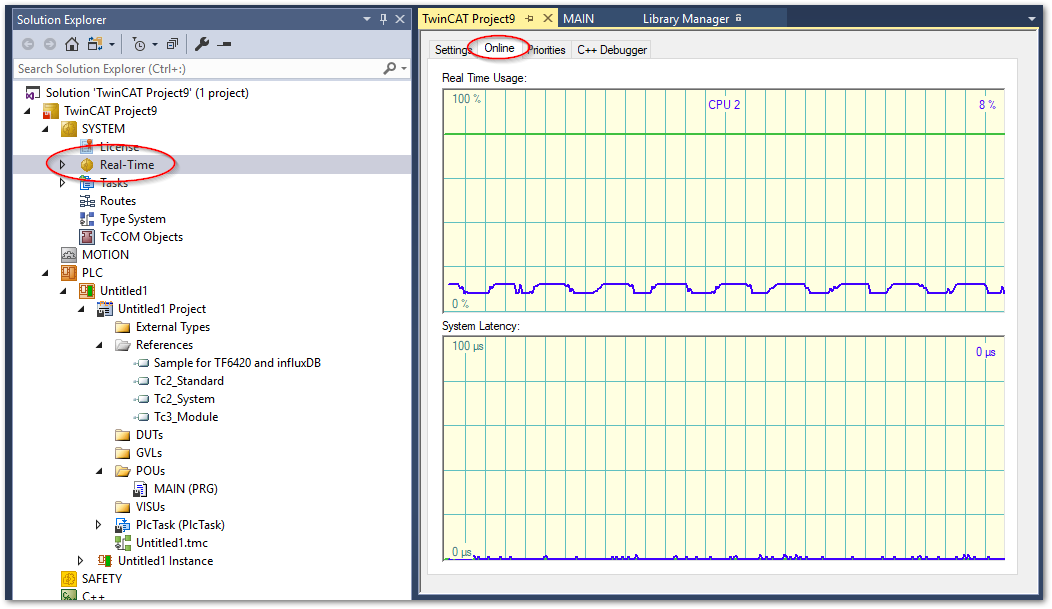 Solution Explorer
Search Solution Explorer (Ctrl+:)
Solution 'TwinCAT Project9' (1 project)
TwinCAT Project9
SYSTEM
License
Real-Time
Tasks
Routes
Type System
TcCOM Objects
MOTION
PLC
Untitled1
Untitled1 Project
External Types
References
Sample for TF6420 and influxDB
Tc2_Standard
Tc2_System
Tc3_Module
DUTs
GVLs
POUs
MAIN (PRG)
VISUs
PlcTask (PlcTask)
Untitled1.tmc
Untitled1 Instance
SAFETY
C++
TwinCAT Project9 MAIN Library Manager
Settings Online Priorities C++ Debugger
Real Time Usage:
100 % CPU 2 8 %
0 %
System Latency:
100 µs 0 µs
0 µs